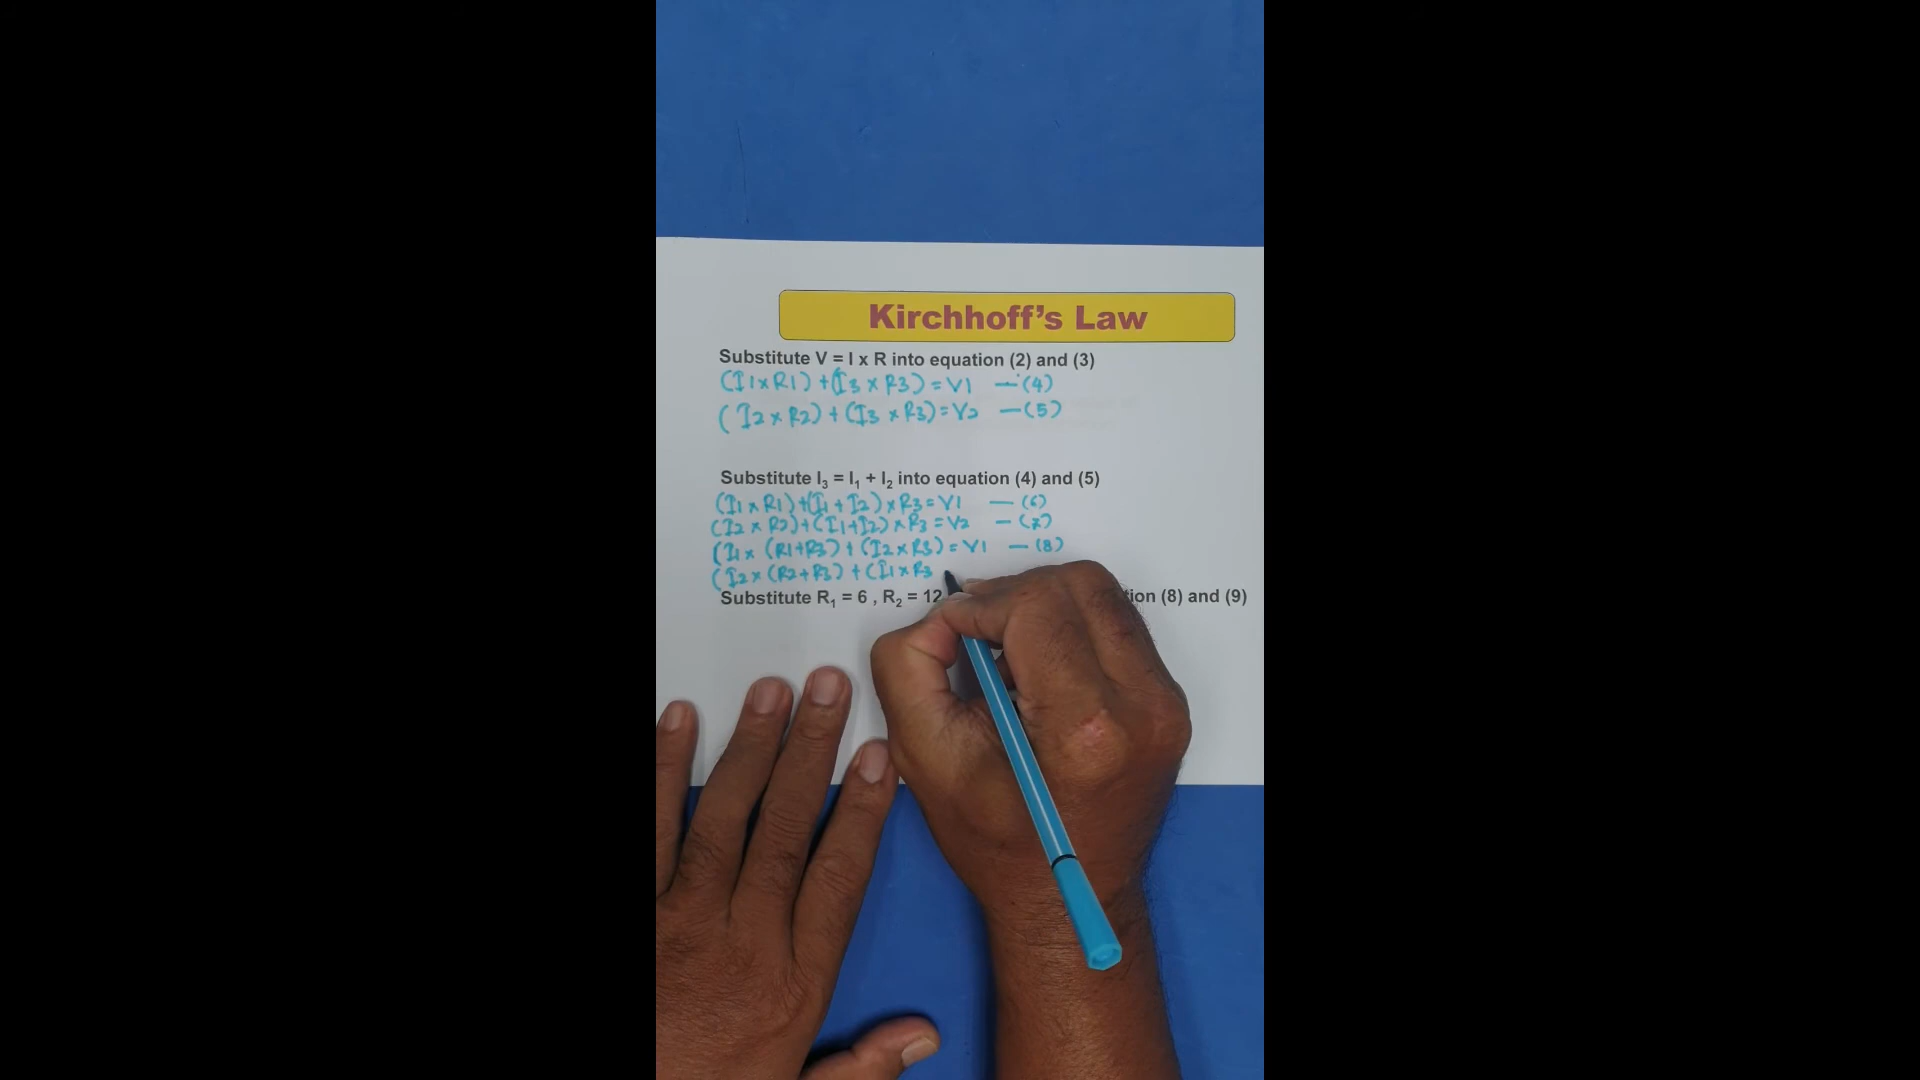 Kirchhoff's Law
Substitute V = I x R into equation (2) and (3)
(I1 x R1) + (I3 x R3) = V1 — (4)
(I2 x R2) + (I3 x R3) = V2 — (5)
Substitute I₃ = I₁ + I₂ into equation (4) and (5)
(I1 x R1) + (I1 + I2) x R3 = V1 — (6)
(I2 x R2) + (I1 + I2) x R3 = V2 — (7)
(I1 x (R1+R3) + (I2 x R3) = V1 — (8)
(I2 x (R2+R3) + (I1 x R3
Substitute R₁ = 6 , R₂ = 12 (8) and (9)